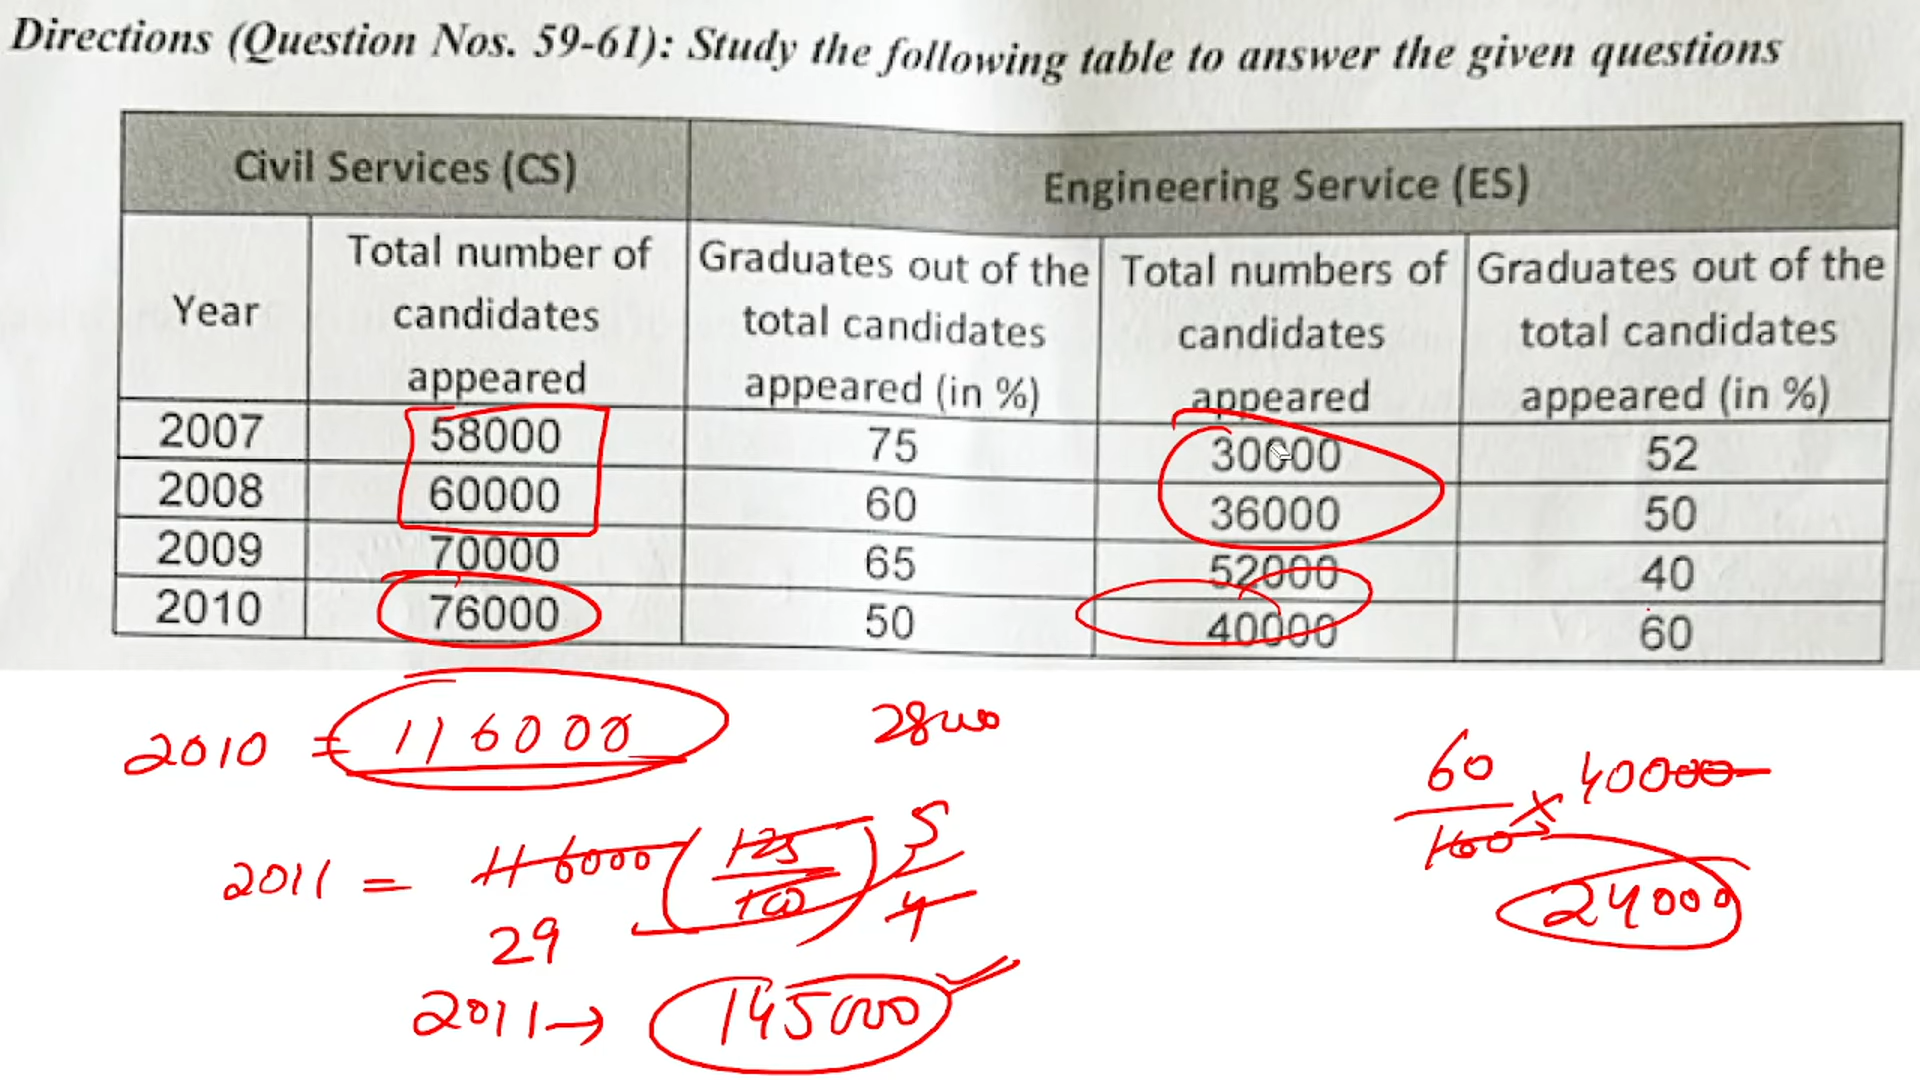 Directions (Question Nos. 59-61): Study the following table to answer the given questions
Civil Services (CS) Engineering Service (ES)
Year Total number of candidates appeared Graduates out of the total candidates appeared (in %) Total numbers of candidates appeared Graduates out of the total candidates appeared (in %)
2007 58000 75 30000 52
2008 60000 60 36000 50
2009 70000 65 52000 40
2010 76000 50 40000 60
2010 = 116000
2011 = 116000 (125/100) 5/4
29
2011 → 145000
60/100 × 40000
24000